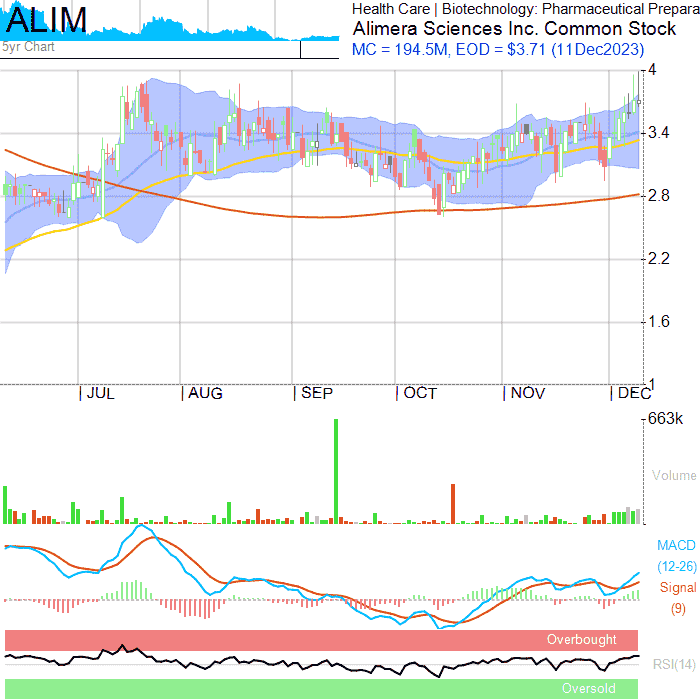 ALIM
5yr Chart
Health Care | Biotechnology: Pharmaceutical Prepara
Alimera Sciences Inc. Common Stock
MC = 194.5M, EOD = $3.71 (11Dec2023)
4
3.4
2.8
2.2
1.6
1
| JUL | AUG | SEP | OCT | NOV | DEC
663k
Volume
MACD
(12-26)
Signal
(9)
Overbought
RSI(14)
Oversold